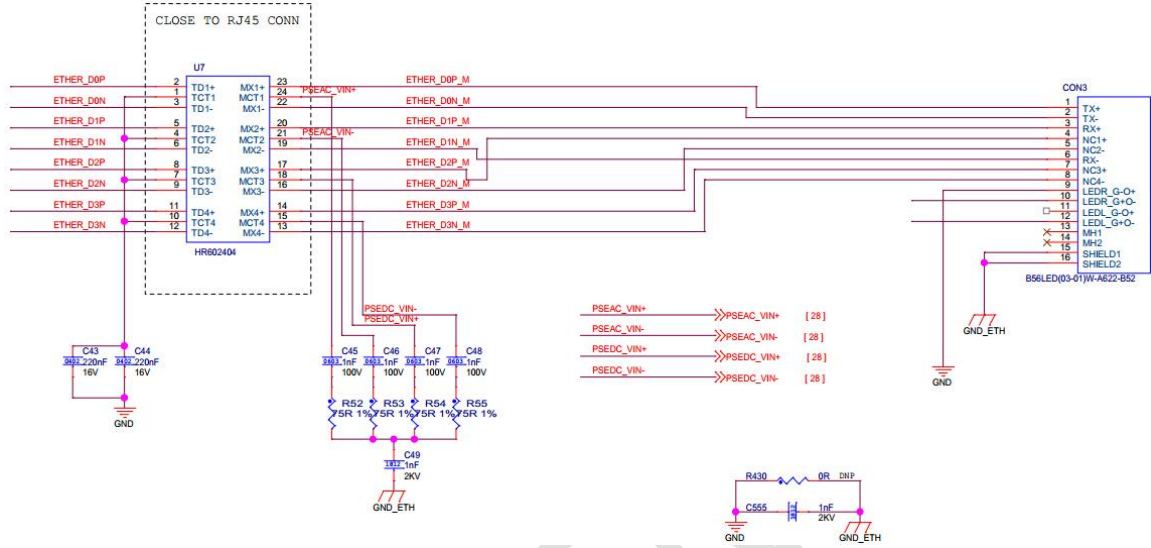 CLOSE TO RJ45 CONN
U7
ETHER_D0P 2 TD1+ MX1+ 23 ETHER_D0P_M
1 TCT1 MCT1 24 PSEAC_VIN+
ETHER_D0N 3 TD1- MX1- 22 ETHER_D0N_M
ETHER_D1P 5 TD2+ MX2+ 20 ETHER_D1P_M
4 TCT2 MCT2 21 PSEAC_VIN-
ETHER_D1N 6 TD2- MX2- 19 ETHER_D1N_M
ETHER_D2P 8 TD3+ MX3+ 17 ETHER_D2P_M
7 TCT3 MCT3 18
ETHER_D2N 9 TD3- MX3- 16 ETHER_D2N_M
ETHER_D3P 11 TD4+ MX4+ 14 ETHER_D3P_M
10 TCT4 MCT4 15
ETHER_D3N 12 TD4- MX4- 13 ETHER_D3N_M
HR602404
CON3
1 TX+
2 TX-
3 RX+
4 NC1+
5 NC2-
6 RX-
7 NC3+
8 NC4-
9 LEDR_G-O+
10 LEDR_G+O-
11 LEDL_G-O+
12 LEDL_G+O-
13 MH1
14 MH2
15 SHIELD1
16 SHIELD2
B56LED(03-01)W-A622-B52
GND_ETH
GND
PSEDC_VIN-
PSEDC_VIN+
C43
0402 220nF
16V
C44
0402 220nF
16V
GND
C45
0603 1nF
100V
C46
0603 1nF
100V
C47
0603 1nF
100V
C48
0603 1nF
100V
R52
75R 1%
R53
75R 1%
R54
75R 1%
R55
75R 1%
C49
1812 1nF
2KV
GND_ETH
PSEAC_VIN+ PSEAC_VIN+ [ 28 ]
PSEAC_VIN- PSEAC_VIN- [ 28 ]
PSEDC_VIN+ PSEDC_VIN+ [ 28 ]
PSEDC_VIN- PSEDC_VIN- [ 28 ]
R430 0R DNP
C555 1812 1nF
2KV
GND GND_ETH